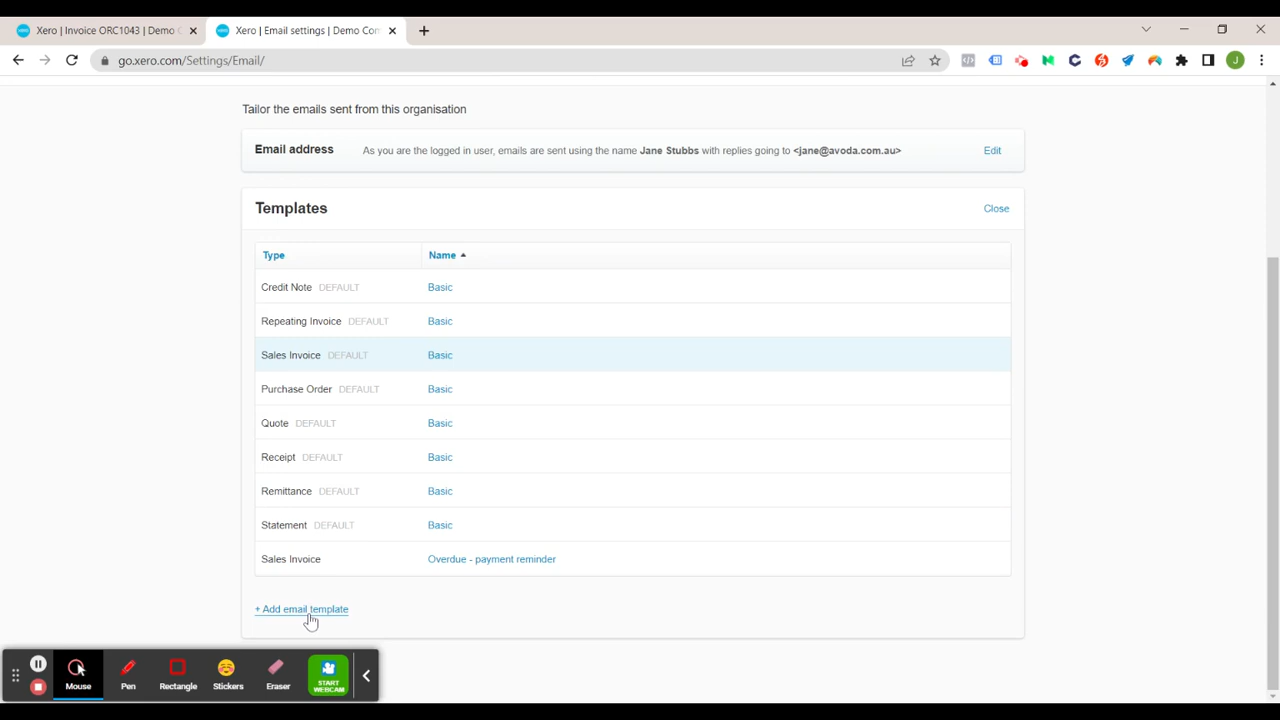 Xero | Invoice ORC1043 | Demo C
Xero | Email settings | Demo Com
go.xero.com/Settings/Email/
J
Tailor the emails sent from this organisation
Email address As you are the logged in user, emails are sent using the name Jane Stubbs with replies going to <jane@avoda.com.au> Edit
Templates Close
Type Name
Credit Note DEFAULT Basic
Repeating Invoice DEFAULT Basic
Sales Invoice DEFAULT Basic
Purchase Order DEFAULT Basic
Quote DEFAULT Basic
Receipt DEFAULT Basic
Remittance DEFAULT Basic
Statement DEFAULT Basic
Sales Invoice Overdue - payment reminder
+ Add email template
Mouse Pen Rectangle Stickers Eraser START
WEBCAM